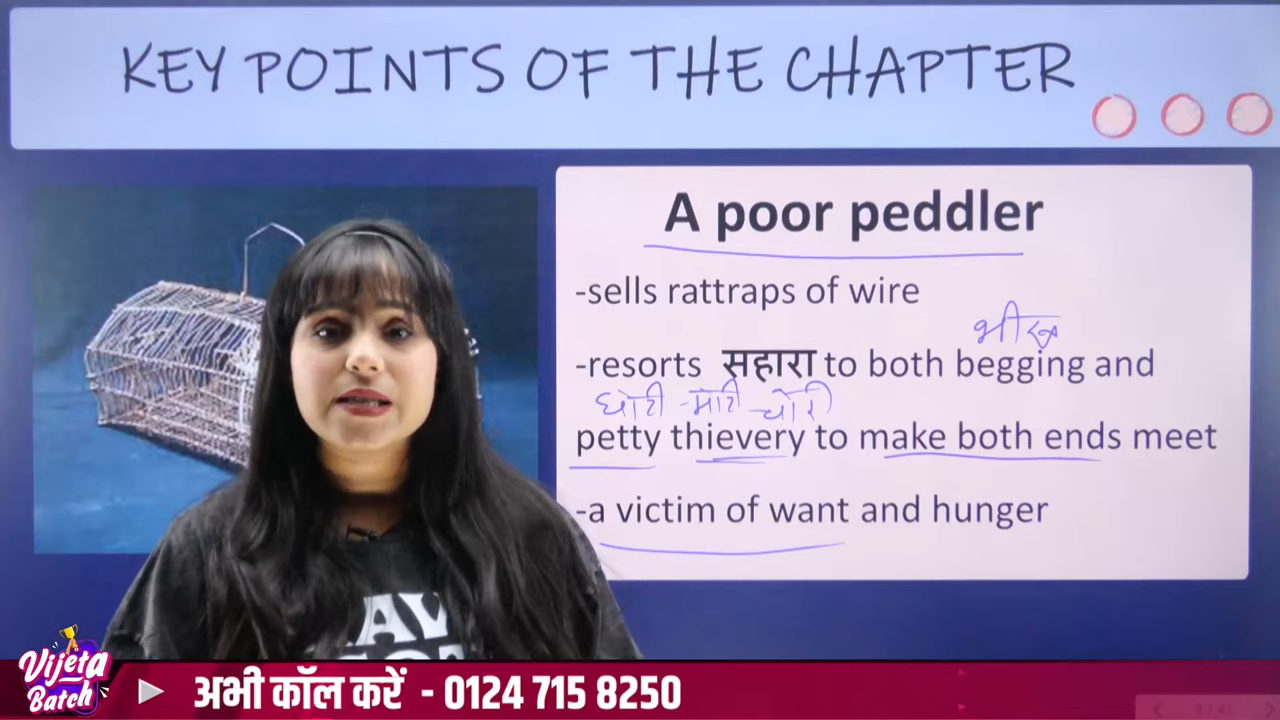 KEY POINTS OF THE CHAPTER
A poor peddler
-sells rattraps of wire
भीख
-resorts सहारा to both begging and
छोटी-मोटी चोरी
petty thievery to make both ends meet
-a victim of want and hunger
Vijeta
Batch
अभी कॉल करें - 0124 715 8250